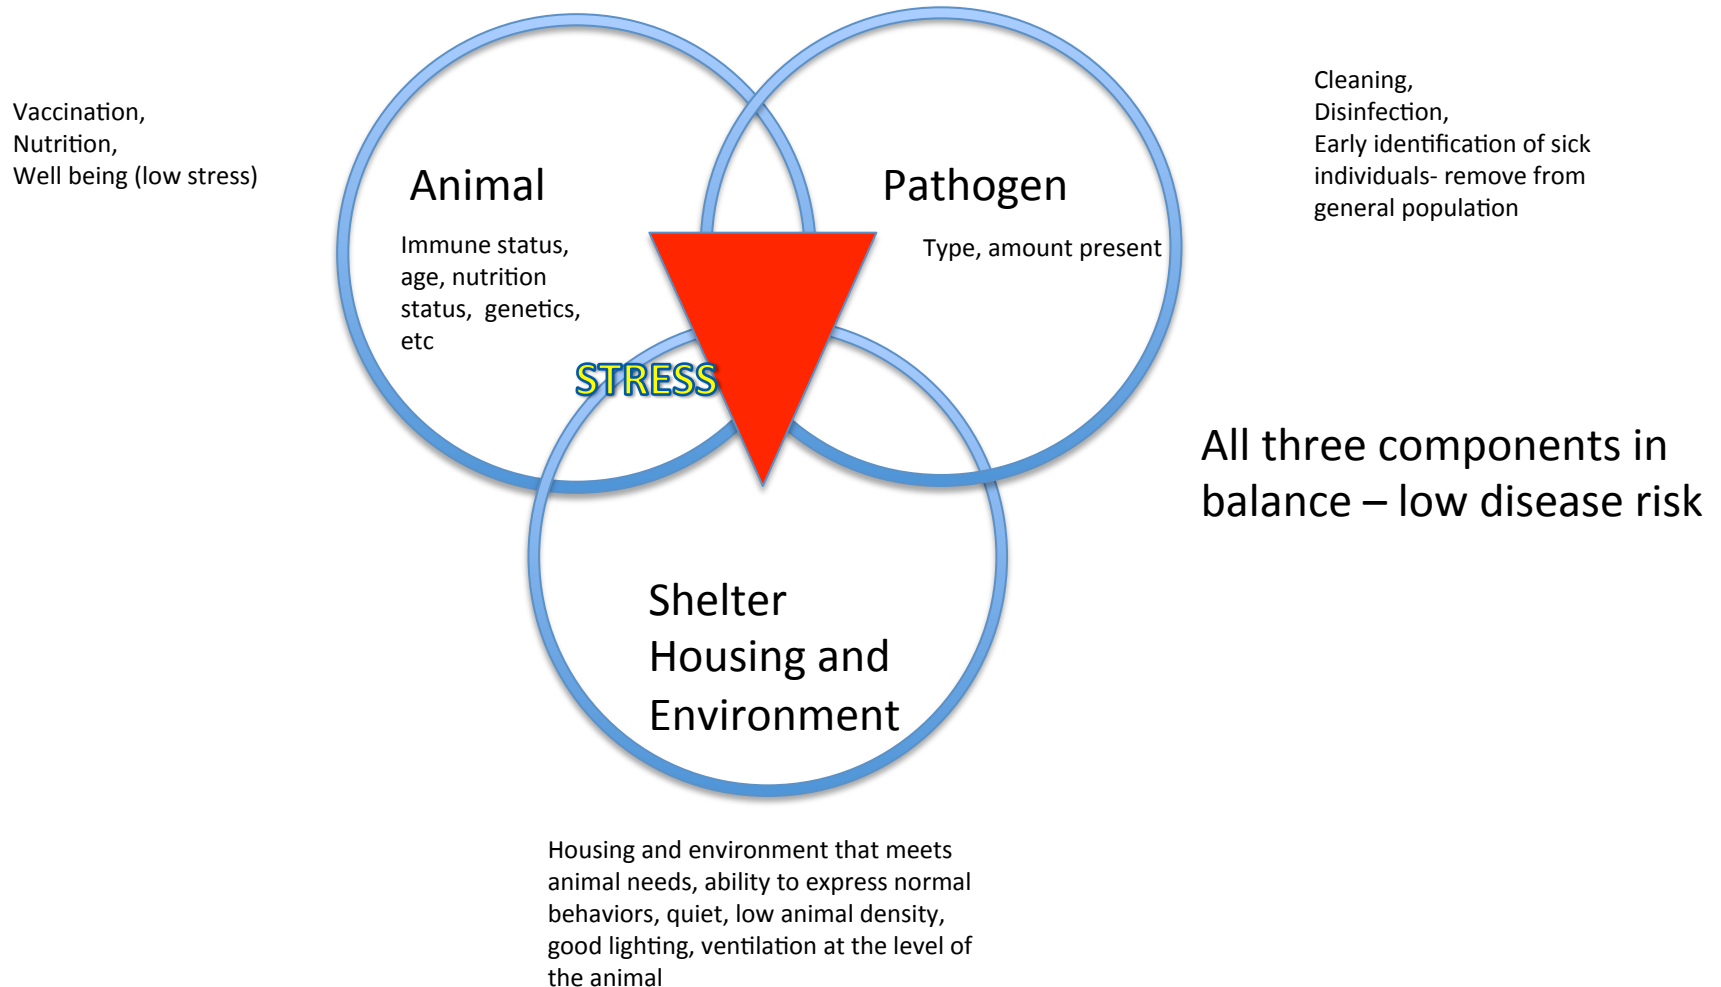 Vaccination,
Nutrition,
Well being (low stress)
Animal
Immune status,
age, nutrition
status,  genetics,
etc
Pathogen
Type, amount present
Cleaning,
Disinfection,
Early identification of sick
individuals- remove from
general population
STRESS
All three components in
balance – low disease risk
Shelter
Housing and
Environment
Housing and environment that meets
animal needs, ability to express normal
behaviors, quiet, low animal density,
good lighting, ventilation at the level of
the animal